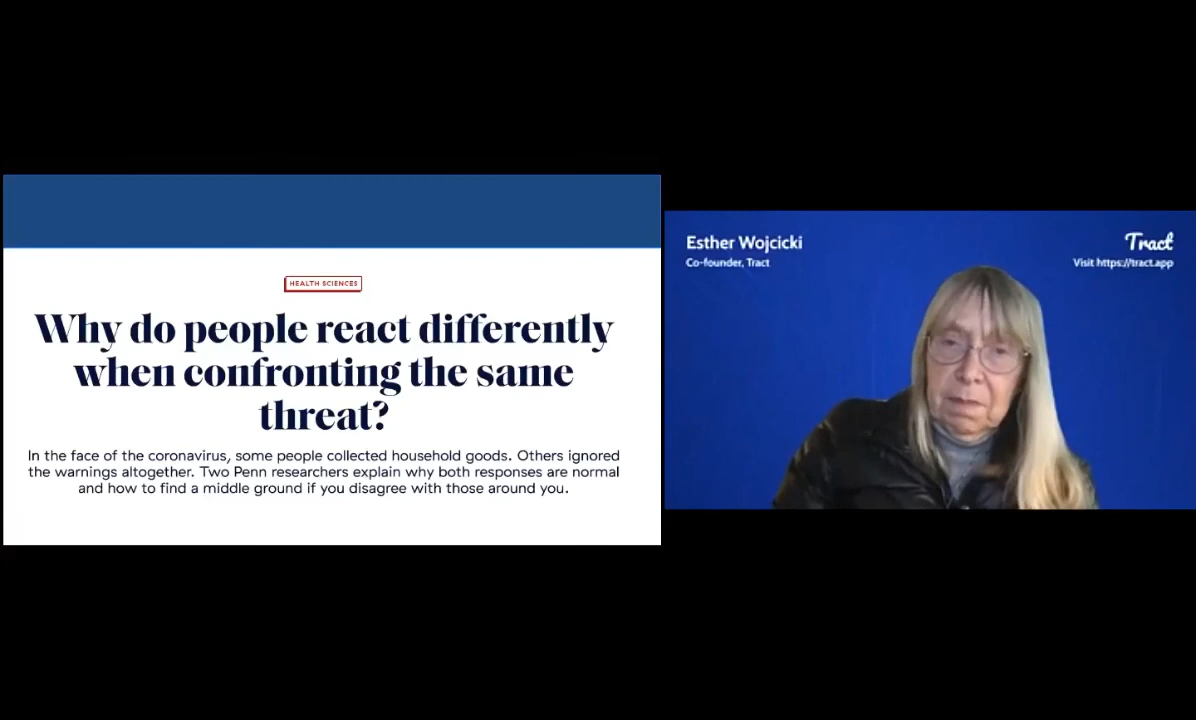 HEALTH SCIENCES
Why do people react differently
when confronting the same
threat?
In the face of the coronavirus, some people collected household goods. Others ignored
the warnings altogether. Two Penn researchers explain why both responses are normal
and how to find a middle ground if you disagree with those around you.
Esther Wojcicki
Co-founder, Tract
Tract
Visit https://tract.app